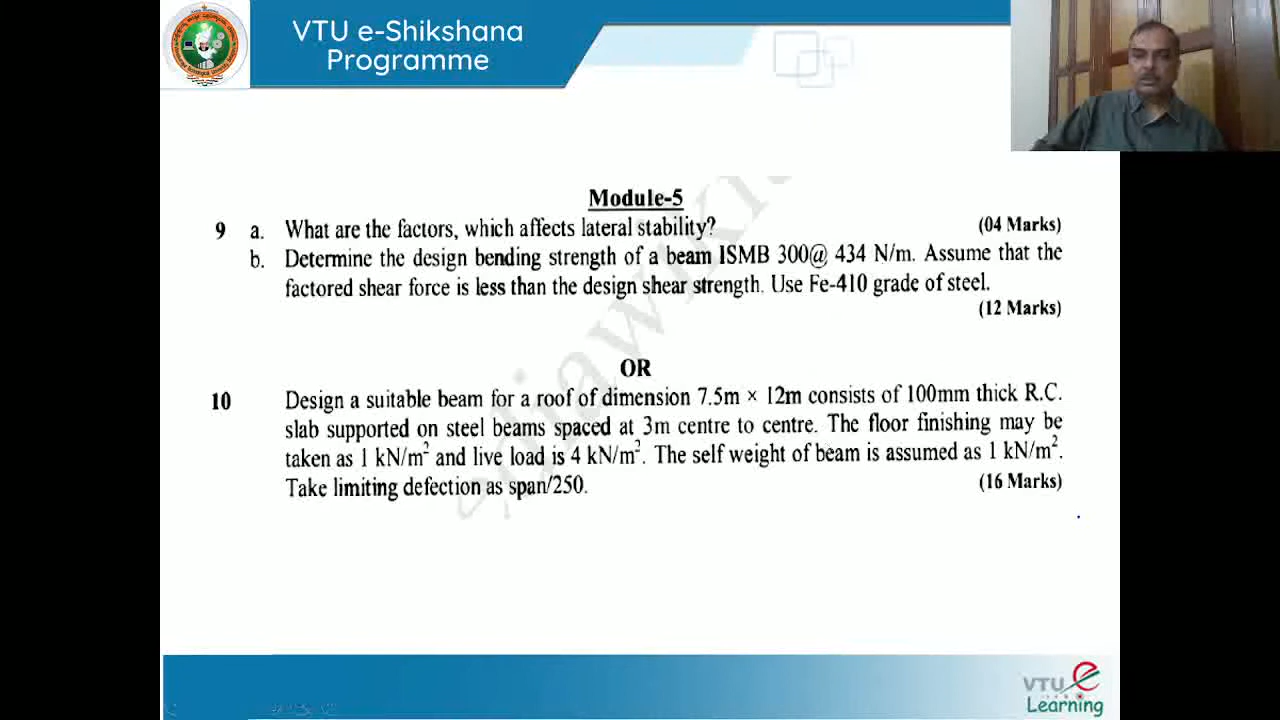 VTU e-Shikshana
Programme
Module-5
9 a. What are the factors, which affects lateral stability? (04 Marks)
b. Determine the design bending strength of a beam ISMB 300@ 434 N/m. Assume that the
factored shear force is less than the design shear strength. Use Fe-410 grade of steel.
(12 Marks)
OR
10 Design a suitable beam for a roof of dimension 7.5m × 12m consists of 100mm thick R.C.
slab supported on steel beams spaced at 3m centre to centre. The floor finishing may be
taken as 1 kN/m² and live load is 4 kN/m². The self weight of beam is assumed as 1 kN/m².
Take limiting defection as span/250. (16 Marks)
VTU e
Learning